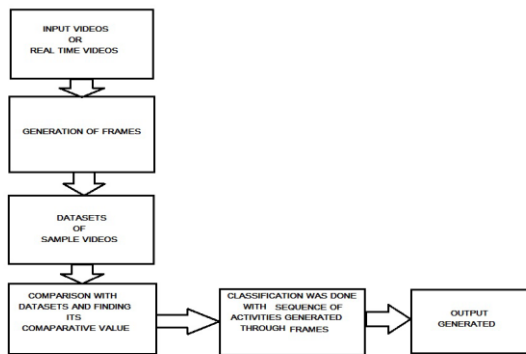 INPUT VIDEOS
OR
REAL TIME VIDEOS
GENERATION OF FRAMES
DATASETS
OF
SAMPLE VIDEOS
COMPARISON WITH
DATASETS AND FINDING
ITS
COMAPARATIVE VALUE
CLASSIFICATION WAS DONE
WITH SEQUENCE OF
ACTIVITIES GENERATED
THROUGH FRAMES
OUTPUT
GENERATED